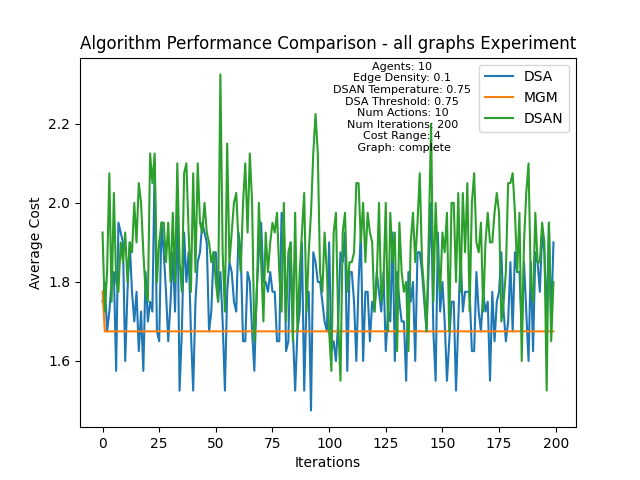 Algorithm Performance Comparison - all graphs Experiment
Agents: 10
Edge Density: 0.1
DSAN Temperature: 0.75
DSA Threshold: 0.75
Num Actions: 10
Num Iterations: 200
Cost Range: 4
Graph: complete
DSA
MGM
DSAN
Average Cost
2.2
2.0
1.8
1.6
0
25
50
75
100
125
150
175
200
Iterations